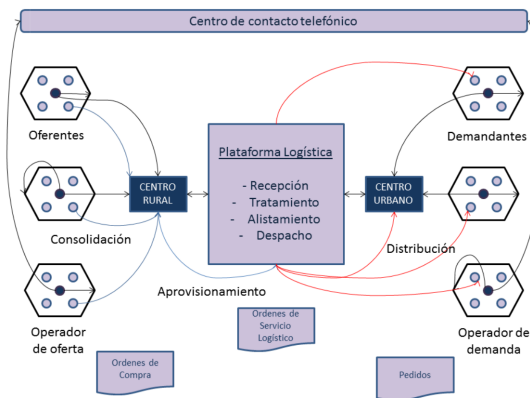 Centro de contacto telefónico
Oferentes
Demandantes
Plataforma Logística
- Recepción
- Tratamiento
- Alistamiento
- Despacho
CENTRO
RURAL
CENTRO
URBANO
Consolidación
Distribución
Aprovisionamiento
Operador
de oferta
Operador de
demanda
Ordenes de
Servicio
Logístico
Ordenes de
Compra
Pedidos